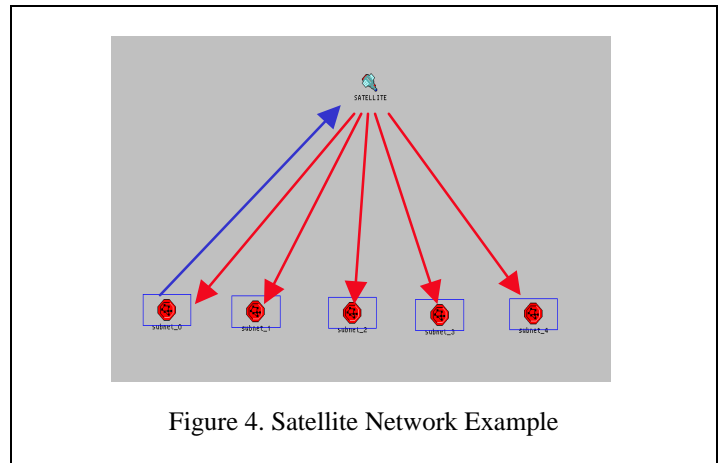 SATELLITE
subnet_0
subnet_1
subnet_2
subnet_3
subnet_4
Figure 4. Satellite Network Example